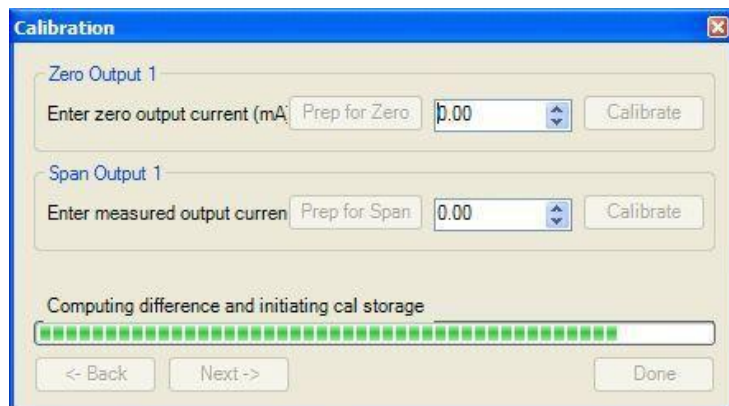 Calibration
Zero Output 1
Enter zero output current (mA) Prep for Zero 0.00 Calibrate
Span Output 1
Enter measured output curren Prep for Span 0.00 Calibrate
Computing difference and initiating cal storage
<- Back Next -> Done